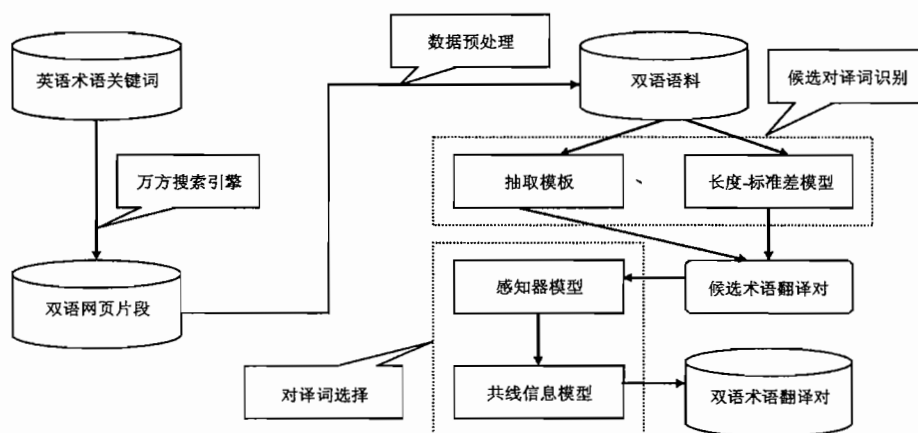 英语术语关键词
万方搜索引擎
双语网页片段
数据预处理
双语语料
候选对译词识别
抽取模板
长度-标准差模型
候选术语翻译对
感知器模型
对译词选择
共线信息模型
双语术语翻译对